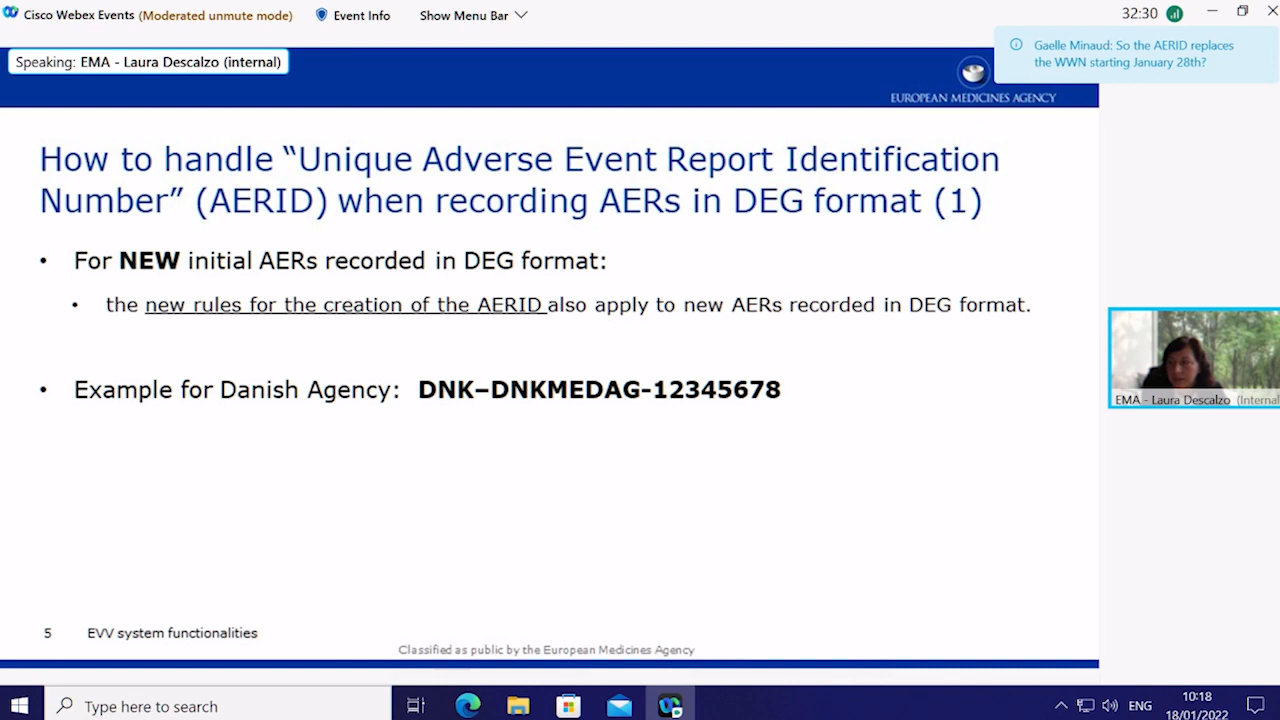 Cisco Webex Events (Moderated unmute mode) Event Info Show Menu Bar 32:30
Speaking: EMA - Laura Descalzo (internal)
Gaelle Minaud: So the AERID replaces
the WWN starting January 28th?
EUROPEAN MEDICINES AGENCY
How to handle “Unique Adverse Event Report Identification
Number” (AERID) when recording AERs in DEG format (1)
• For NEW initial AERs recorded in DEG format:
• the new rules for the creation of the AERID also apply to new AERs recorded in DEG format.
• Example for Danish Agency: DNK–DNKMEDAG-12345678
EMA - Laura Descalzo (Internal
5 EVV system functionalities
Classified as public by the European Medicines Agency
Type here to search
ENG
10:18
18/01/2022